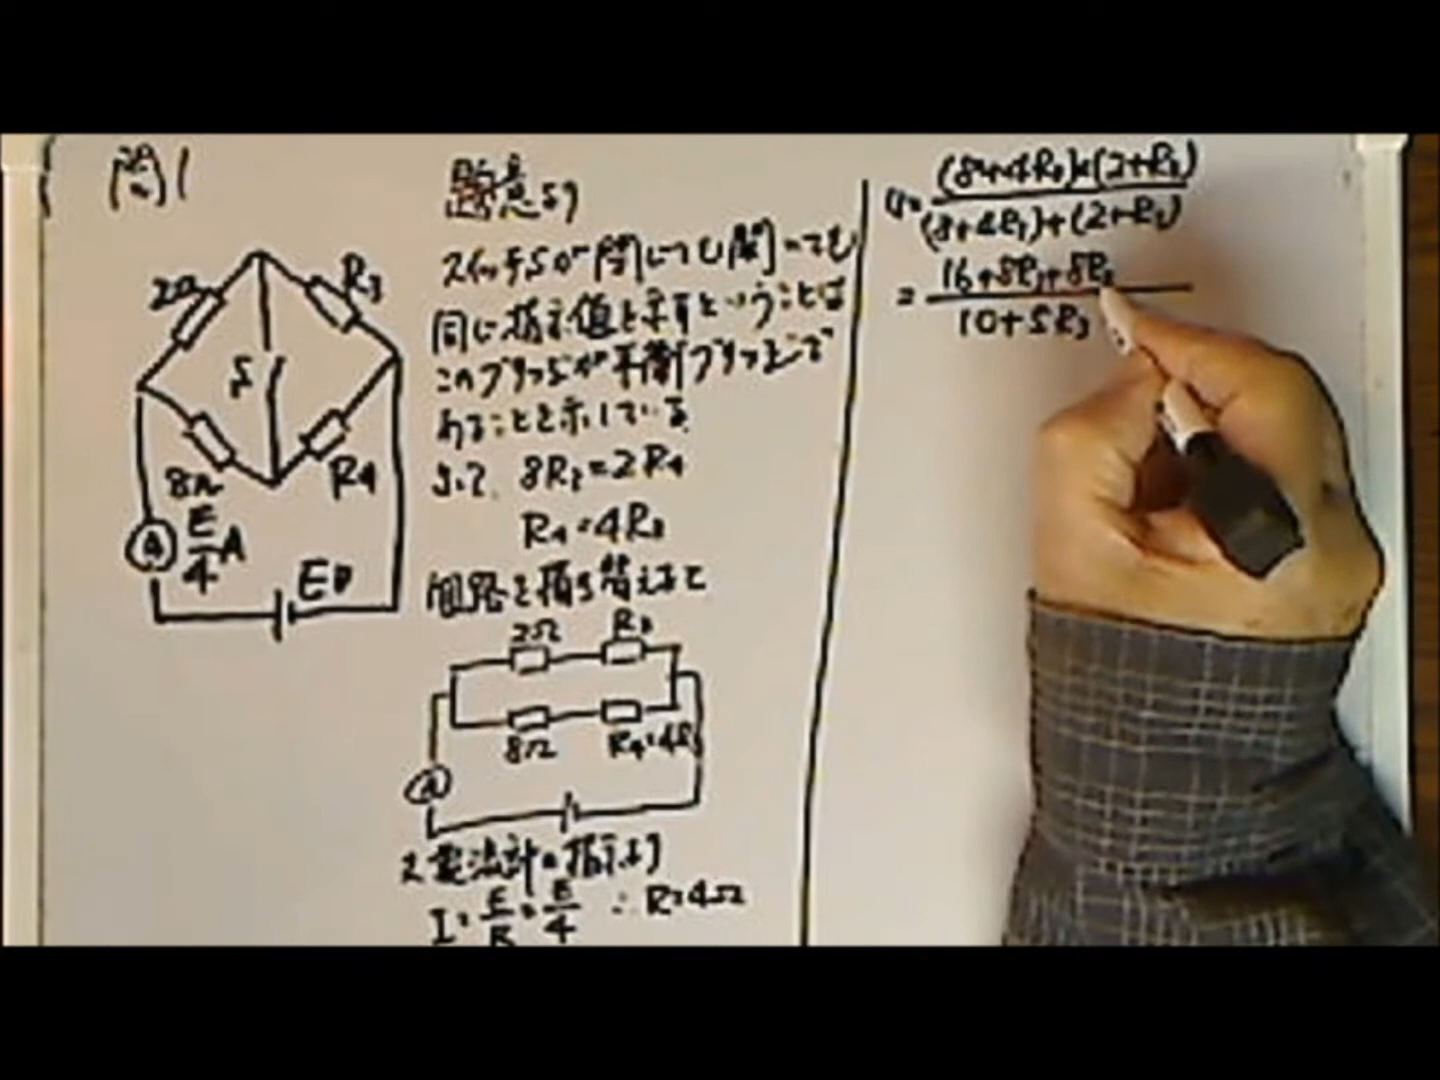 問1
2Ω
R3
S
8Ω
R4
A
E/4 A
E V
題意より
スイッチSが閉じても開いても
同じ指示値を示すということは
このブリッジが平衡ブリッジで
あることを示している
よって 8R3=2R4
R4=4R3
回路を描き替えると
2Ω R3
8Ω R4=4R3
A
又電流計の指示より
I=E/R=E/4 ∴R=4Ω
4=(8+4R3)×(2+R3)/(8+4R3)+(2+R3)
=16+8R3+8R3/10+5R3